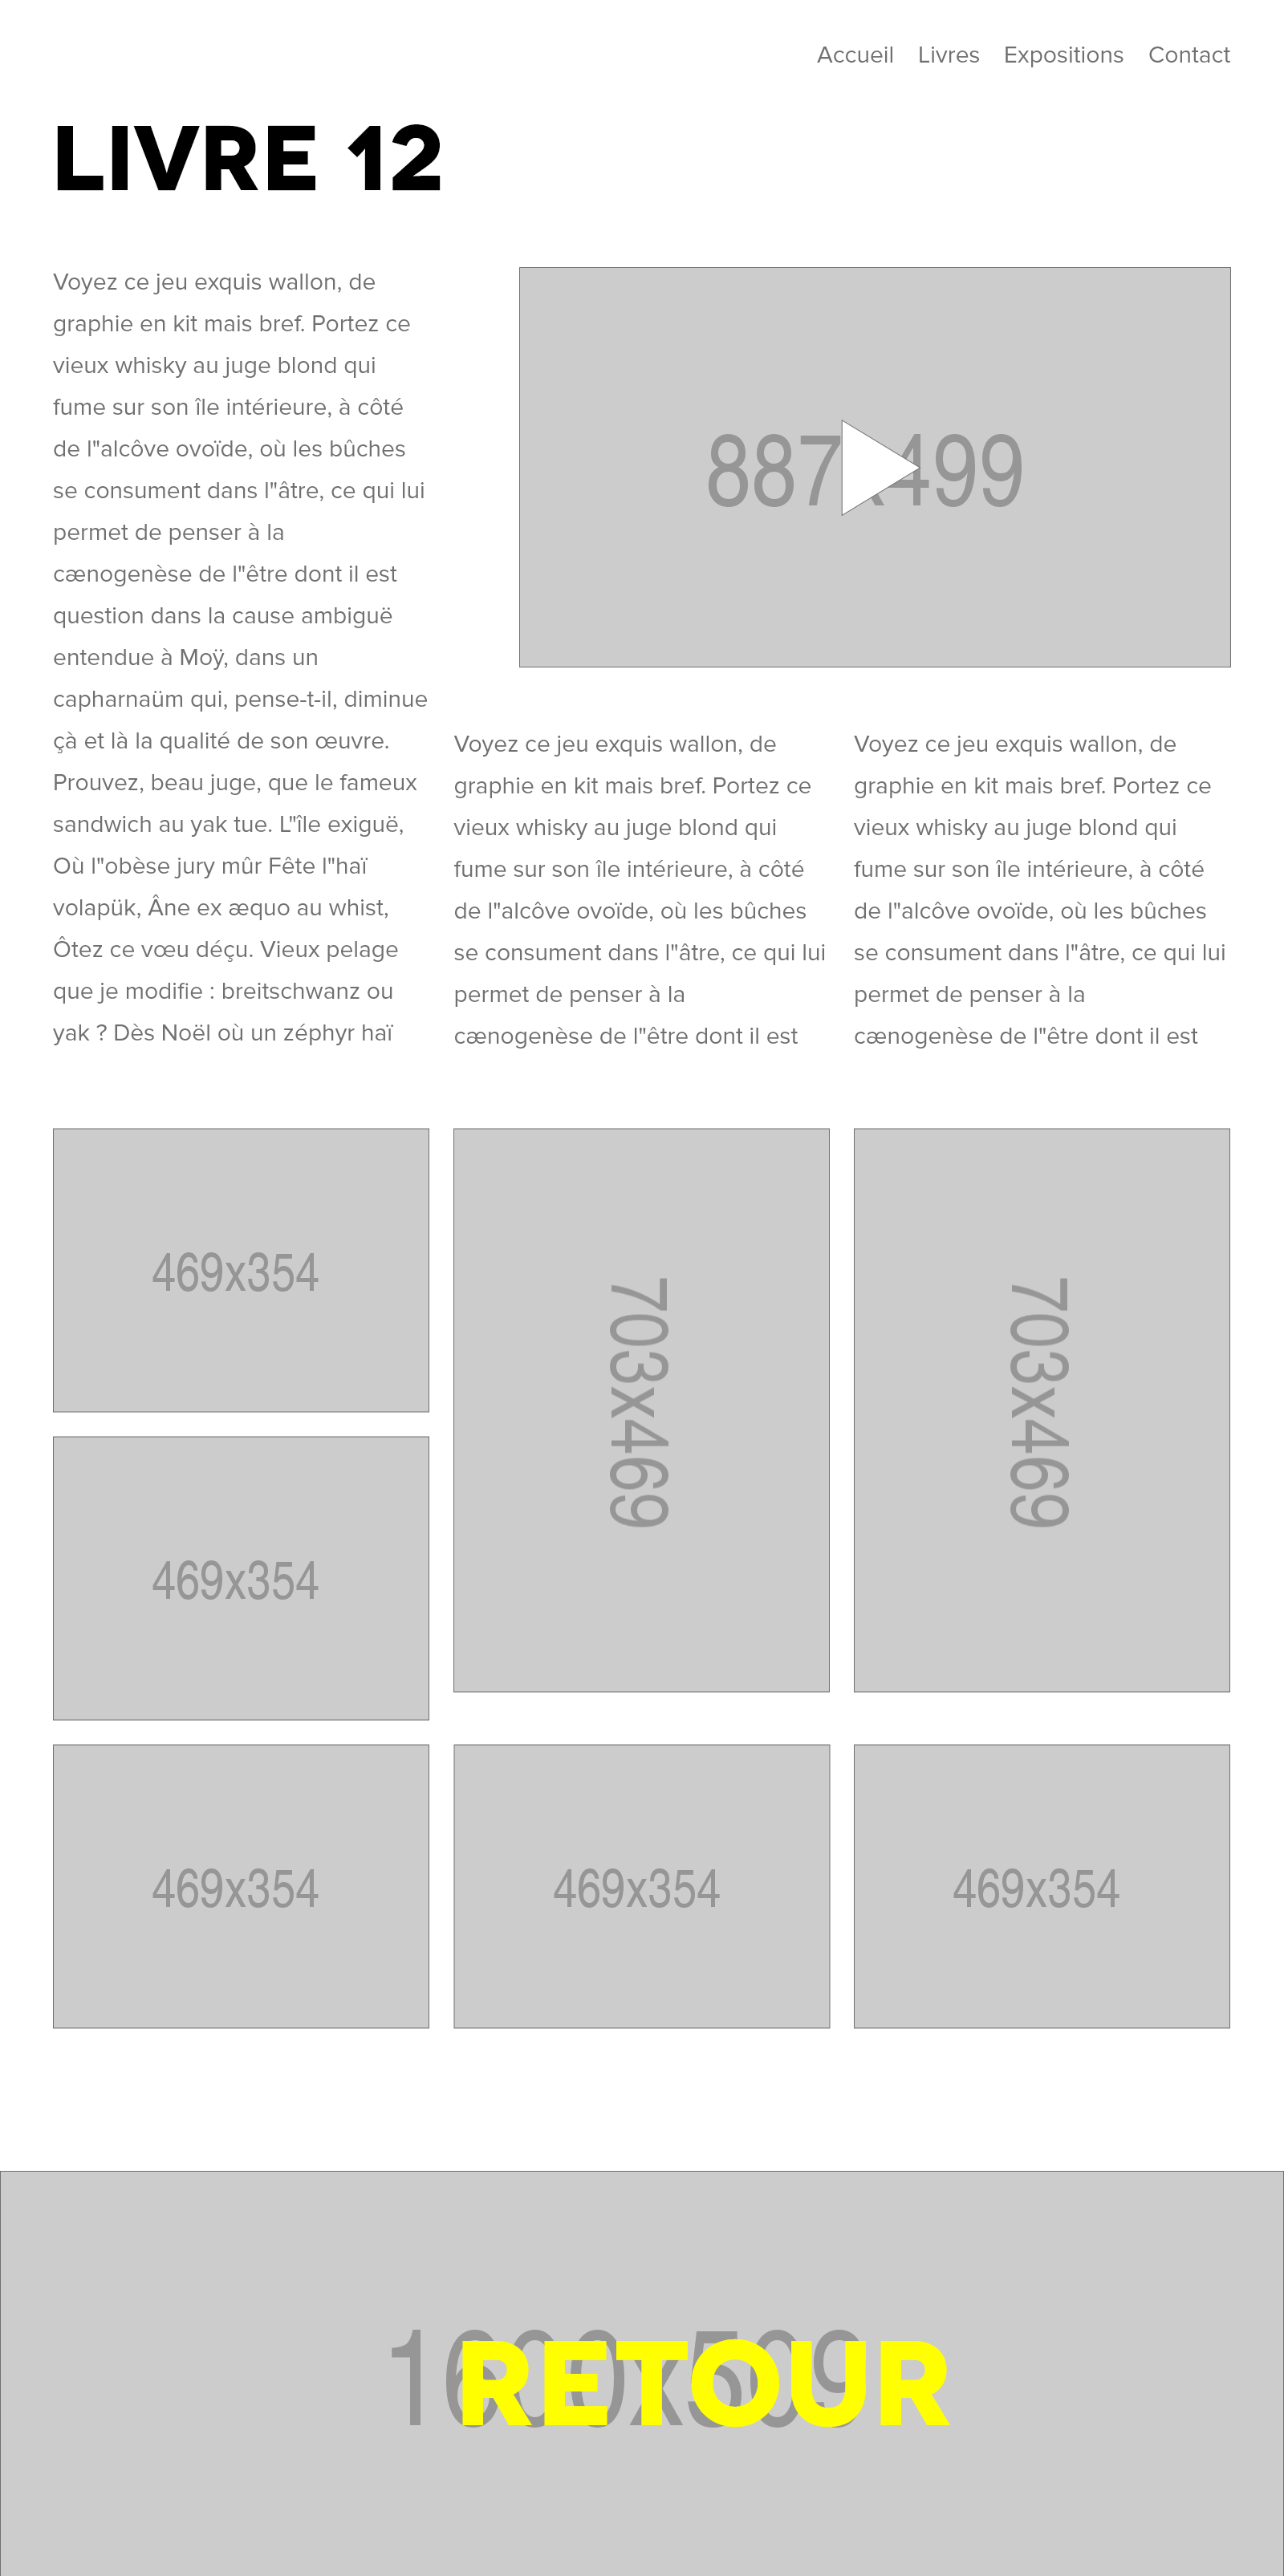 Accueil Livres Expositions Contact
LIVRE 12
Voyez ce jeu exquis wallon, de
graphie en kit mais bref. Portez ce
vieux whisky au juge blond qui
fume sur son île intérieure, à côté
de l"alcôve ovoïde, où les bûches
se consument dans l"âtre, ce qui lui
permet de penser à la
cænogenèse de l"être dont il est
question dans la cause ambiguë
entendue à Moÿ, dans un
capharnaüm qui, pense-t-il, diminue
çà et là la qualité de son œuvre.
Prouvez, beau juge, que le fameux
sandwich au yak tue. L"île exiguë,
Où l"obèse jury mûr Fête l"haï
volapük, Âne ex æquo au whist,
Ôtez ce vœu déçu. Vieux pelage
que je modifie : breitschwanz ou
yak ? Dès Noël où un zéphyr haï
887x499
Voyez ce jeu exquis wallon, de
graphie en kit mais bref. Portez ce
vieux whisky au juge blond qui
fume sur son île intérieure, à côté
de l"alcôve ovoïde, où les bûches
se consument dans l"âtre, ce qui lui
permet de penser à la
cænogenèse de l"être dont il est
Voyez ce jeu exquis wallon, de
graphie en kit mais bref. Portez ce
vieux whisky au juge blond qui
fume sur son île intérieure, à côté
de l"alcôve ovoïde, où les bûches
se consument dans l"âtre, ce qui lui
permet de penser à la
cænogenèse de l"être dont il est
469x354
703x469
703x469
469x354
469x354
469x354
469x354
1600x509
RETOUR